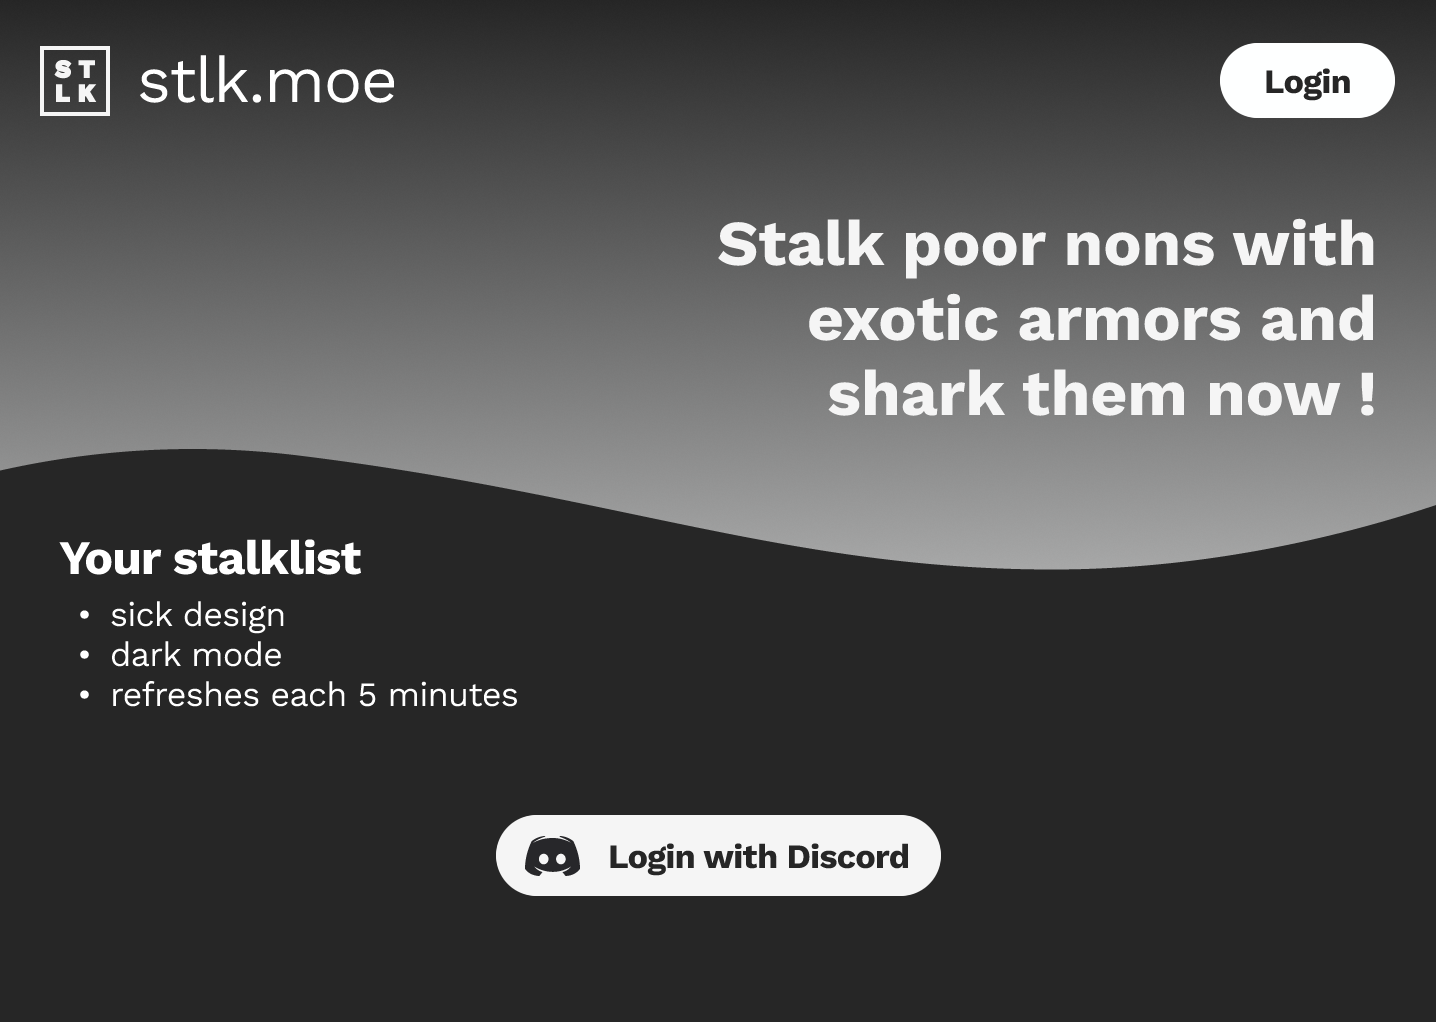 ST
LK
stlk.moe
Login
Stalk poor nons with
exotic armors and
shark them now !
Your stalklist
• sick design
• dark mode
• refreshes each 5 minutes
Login with Discord